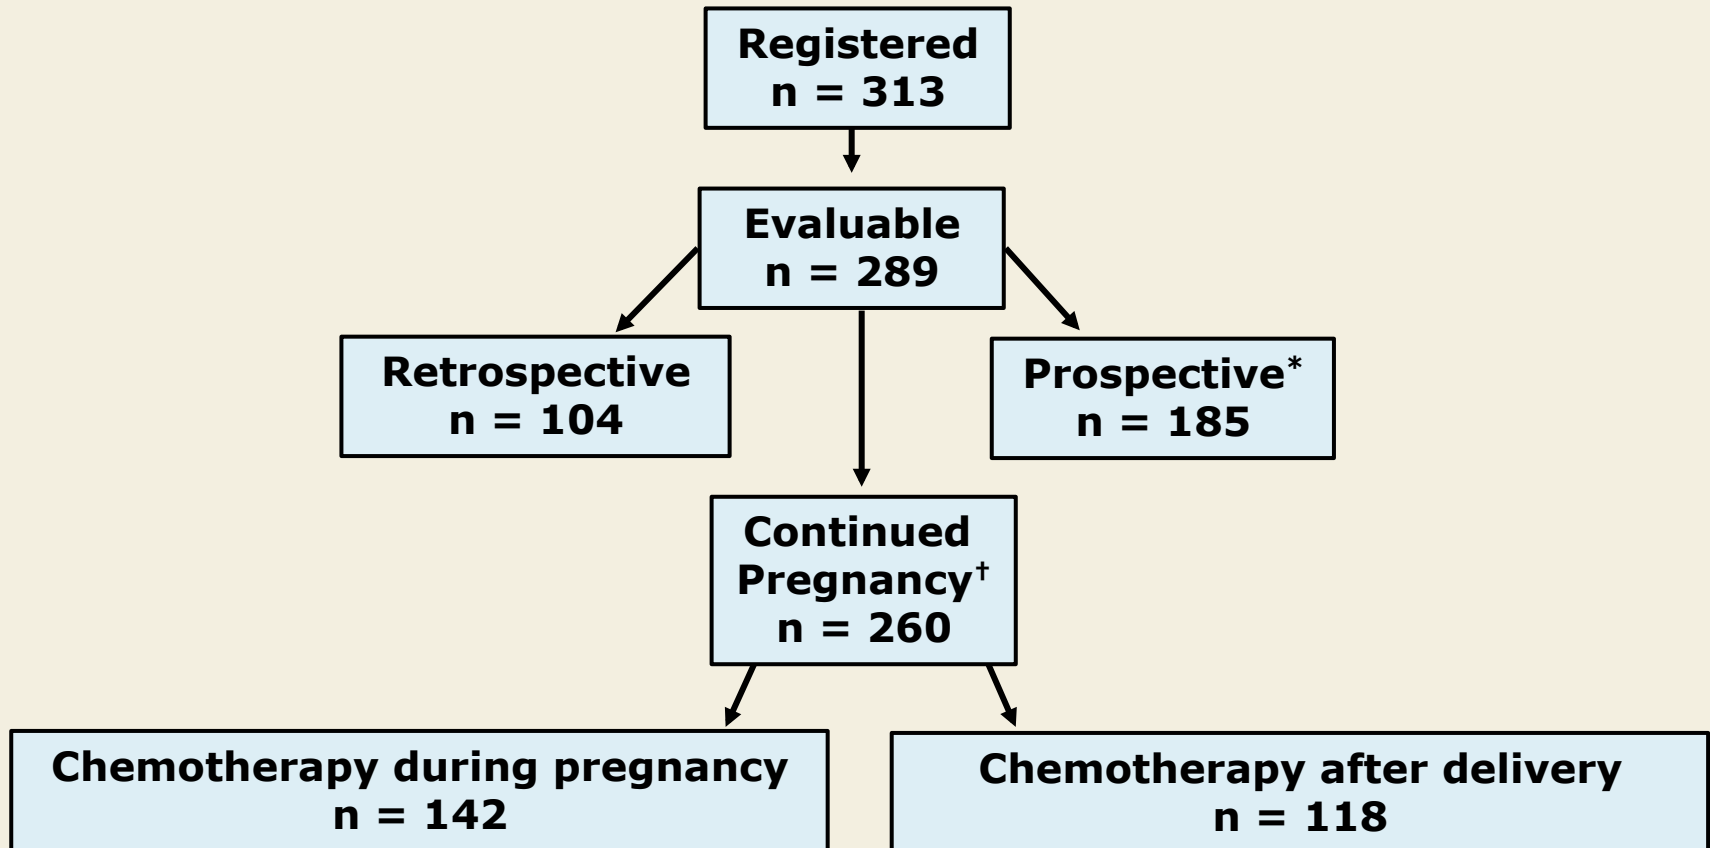 Registered
n = 313
Evaluable
n = 289
Retrospective
n = 104
Prospective*
n = 185
Continued
Pregnancy†
n = 260
Chemotherapy during pregnancy
n = 142
Chemotherapy after delivery
n = 118